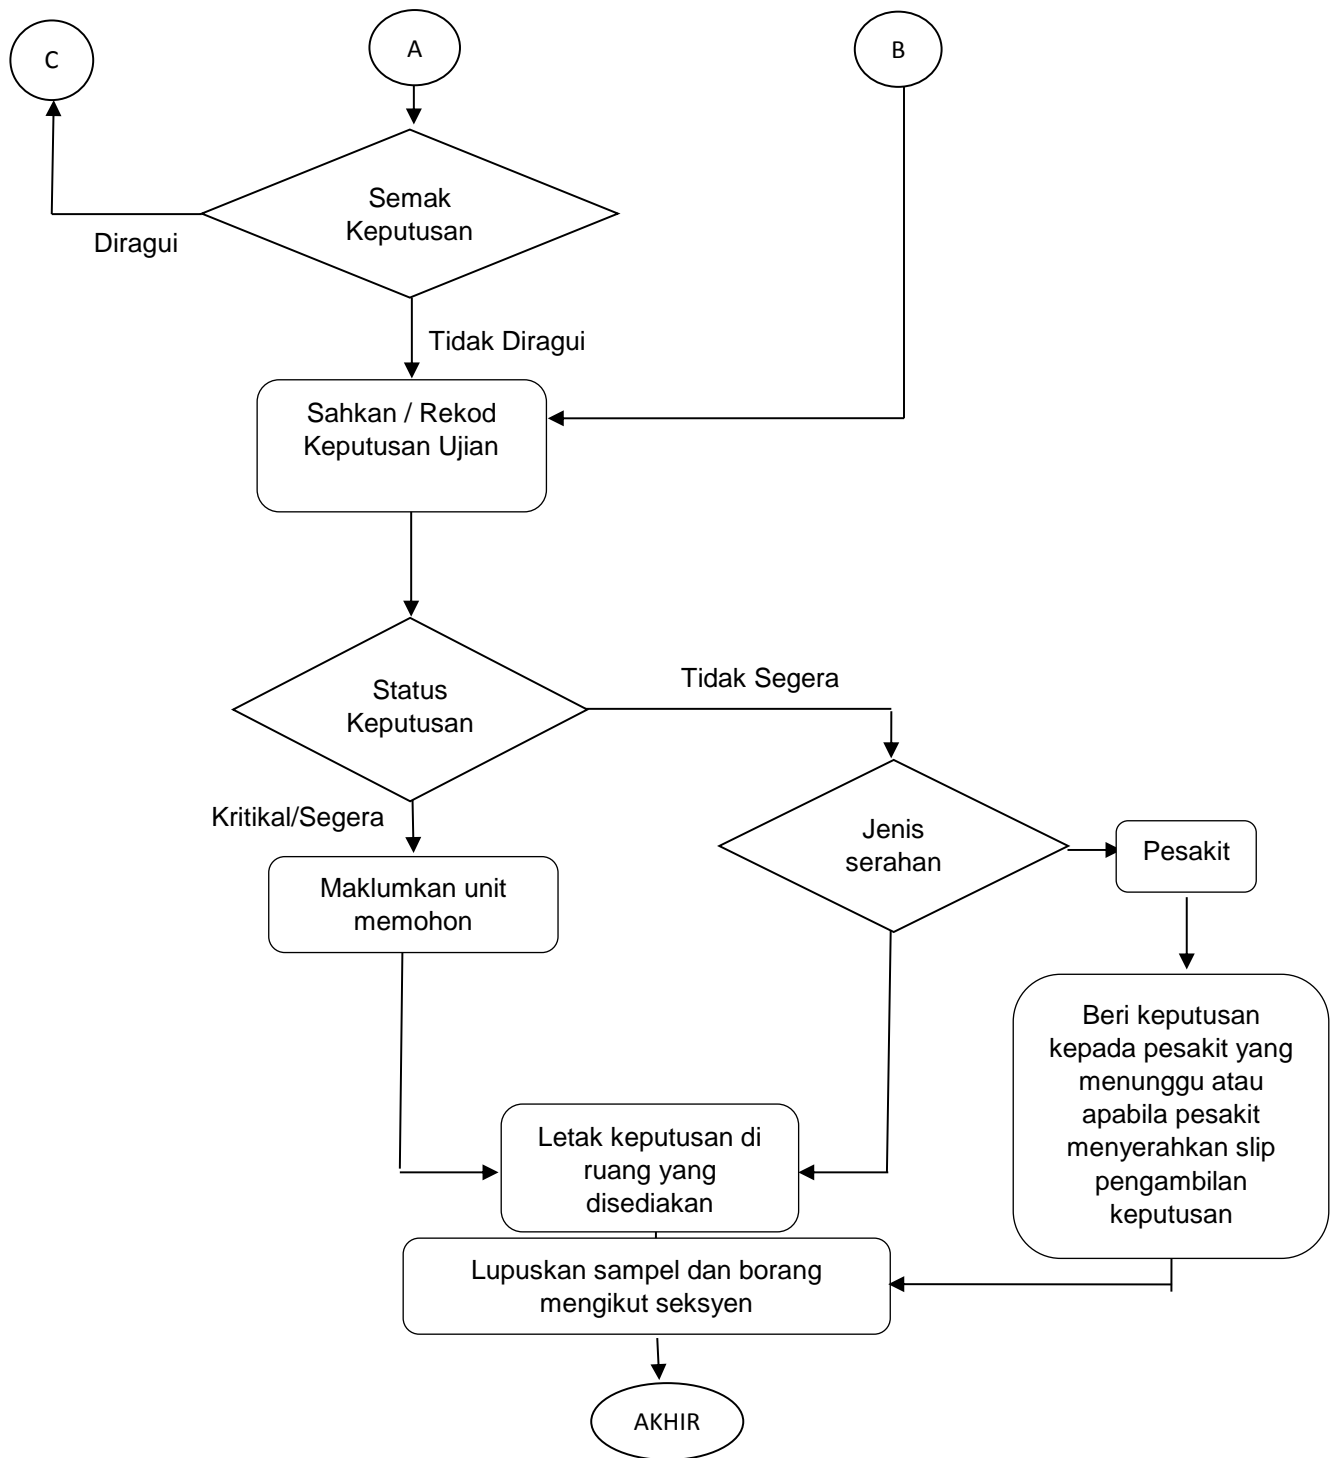 C
A
B
Semak
Keputusan
Diragui
Tidak Diragui
Sahkan / Rekod
Keputusan Ujian
Status
Keputusan
Tidak Segera
Kritikal/Segera
Jenis
serahan
Pesakit
Maklumkan unit
memohon
Beri keputusan
kepada pesakit yang
menunggu atau
apabila pesakit
menyerahkan slip
pengambilan
keputusan
Letak keputusan di
ruang yang
disediakan
Lupuskan sampel dan borang
mengikut seksyen
AKHIR